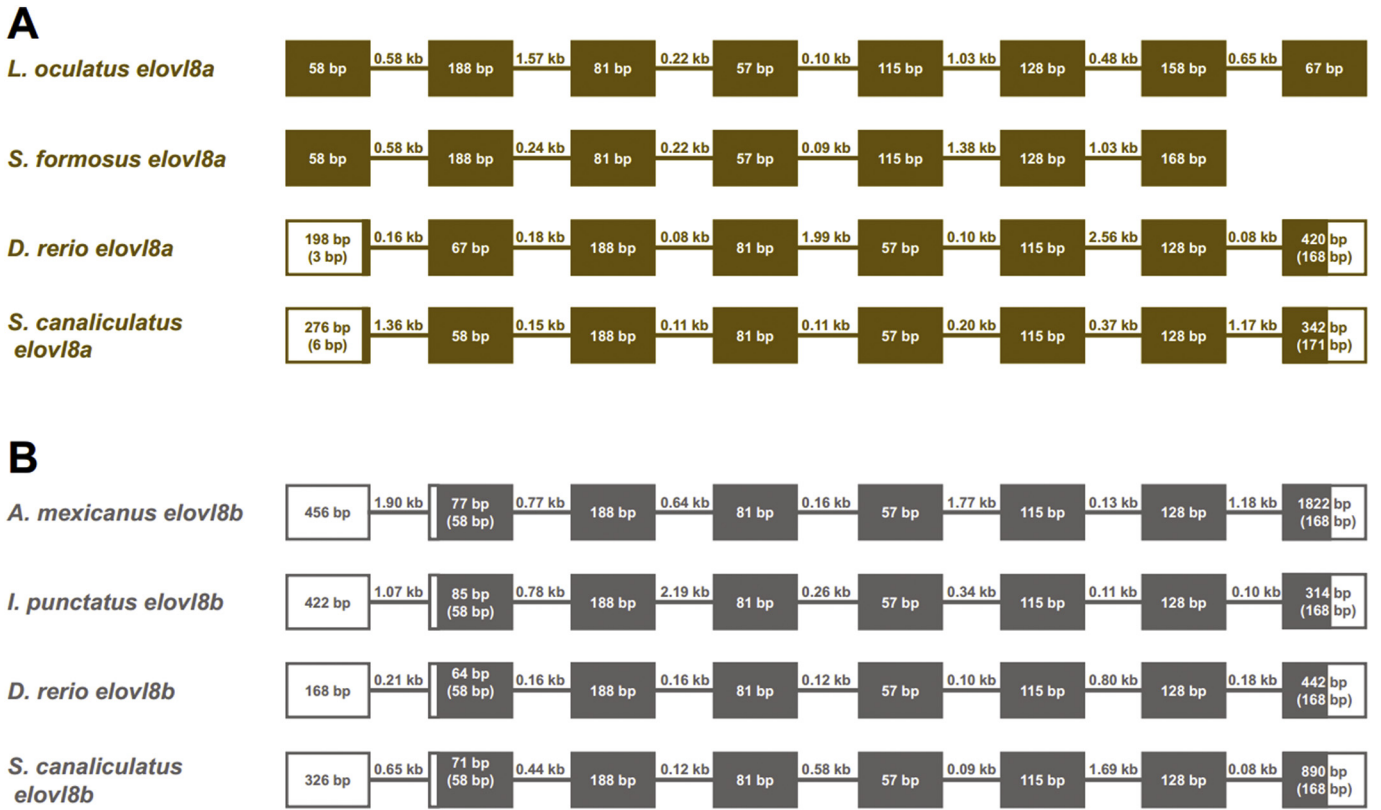 A
L. oculatus elovl8a
58 bp 0.58 kb 188 bp 1.57 kb 81 bp 0.22 kb 57 bp 0.10 kb 115 bp 1.03 kb 128 bp 0.48 kb 158 bp 0.65 kb 67 bp
S. formosus elovl8a
58 bp 0.58 kb 188 bp 0.24 kb 81 bp 0.22 kb 57 bp 0.09 kb 115 bp 1.38 kb 128 bp 1.03 kb 168 bp
D. rerio elovl8a
198 bp 0.16 kb 67 bp 0.18 kb 188 bp 0.08 kb 81 bp 1.99 kb 57 bp 0.10 kb 115 bp 2.56 kb 128 bp 0.08 kb 420 bp
(3 bp) (168 bp)
S. canaliculatus
elovl8a
276 bp 1.36 kb 58 bp 0.15 kb 188 bp 0.11 kb 81 bp 0.11 kb 57 bp 0.20 kb 115 bp 0.37 kb 128 bp 1.17 kb 342 bp
(6 bp) (171 bp)
B
A. mexicanus elovl8b
456 bp 1.90 kb 77 bp 0.77 kb 188 bp 0.64 kb 81 bp 0.16 kb 57 bp 1.77 kb 115 bp 0.13 kb 128 bp 1.18 kb 1822 bp
(58 bp) (168 bp)
I. punctatus elovl8b
422 bp 1.07 kb 85 bp 0.78 kb 188 bp 2.19 kb 81 bp 0.26 kb 57 bp 0.34 kb 115 bp 0.11 kb 128 bp 0.10 kb 314 bp
(58 bp) (168 bp)
D. rerio elovl8b
168 bp 0.21 kb 64 bp 0.16 kb 188 bp 0.16 kb 81 bp 0.12 kb 57 bp 0.10 kb 115 bp 0.80 kb 128 bp 0.18 kb 442 bp
(58 bp) (168 bp)
S. canaliculatus
elovl8b
326 bp 0.65 kb 71 bp 0.44 kb 188 bp 0.12 kb 81 bp 0.58 kb 57 bp 0.09 kb 115 bp 1.69 kb 128 bp 0.08 kb 890 bp
(58 bp) (168 bp)